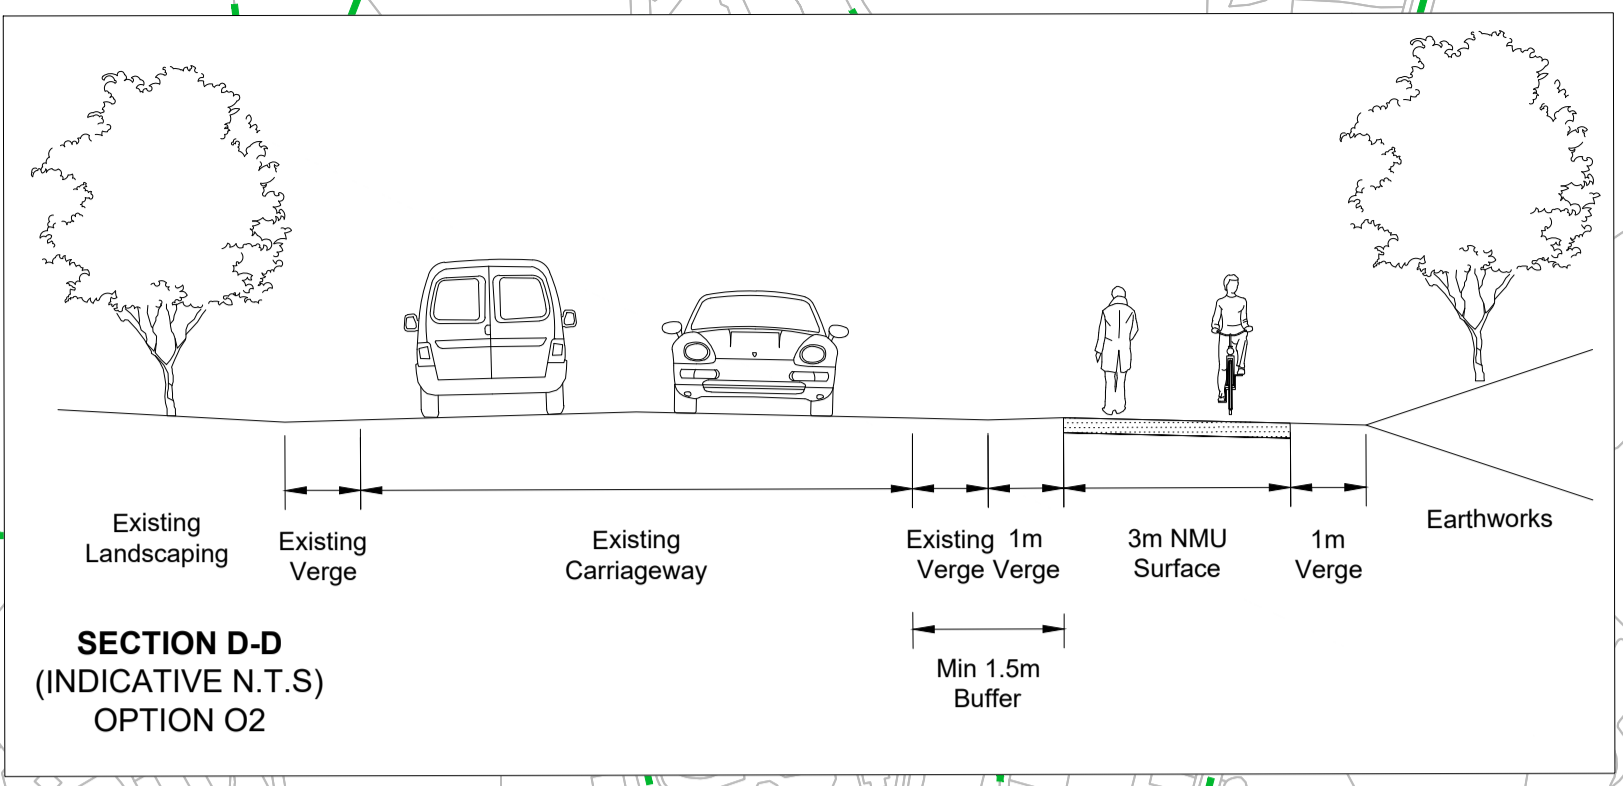 Existing
Landscaping
Existing
Verge
Existing
Carriageway
Existing
Verge
1m
Verge
3m NMU
Surface
1m
Verge
Earthworks
Min 1.5m
Buffer
SECTION D-D
(INDICATIVE N.T.S)
OPTION O2